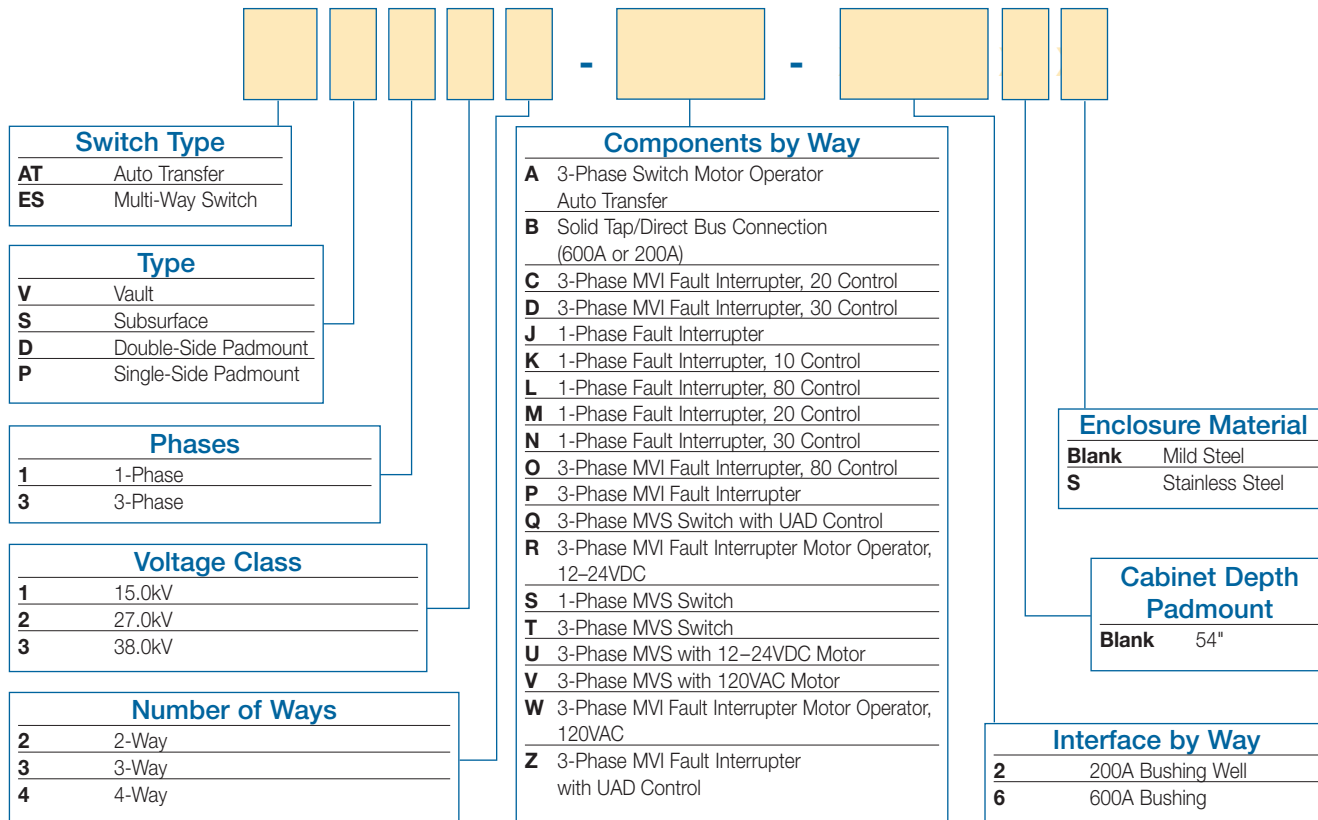 - -
Switch Type
AT Auto Transfer
ES Multi-Way Switch
Type
V Vault
S Subsurface
D Double-Side Padmount
P Single-Side Padmount
Phases
1 1-Phase
3 3-Phase
Voltage Class
1 15.0kV
2 27.0kV
3 38.0kV
Number of Ways
2 2-Way
3 3-Way
4 4-Way
Components by Way
A 3-Phase Switch Motor Operator
Auto Transfer
B Solid Tap/Direct Bus Connection
(600A or 200A)
C 3-Phase MVI Fault Interrupter, 20 Control
D 3-Phase MVI Fault Interrupter, 30 Control
J 1-Phase Fault Interrupter
K 1-Phase Fault Interrupter, 10 Control
L 1-Phase Fault Interrupter, 80 Control
M 1-Phase Fault Interrupter, 20 Control
N 1-Phase Fault Interrupter, 30 Control
O 3-Phase MVI Fault Interrupter, 80 Control
P 3-Phase MVI Fault Interrupter
Q 3-Phase MVS Switch with UAD Control
R 3-Phase MVI Fault Interrupter Motor Operator,
12–24VDC
S 1-Phase MVS Switch
T 3-Phase MVS Switch
U 3-Phase MVS with 12–24VDC Motor
V 3-Phase MVS with 120VAC Motor
W 3-Phase MVI Fault Interrupter Motor Operator,
120VAC
Z 3-Phase MVI Fault Interrupter
with UAD Control
Enclosure Material
Blank Mild Steel
S Stainless Steel
Cabinet Depth
Padmount
Blank 54"
Interface by Way
2 200A Bushing Well
6 600A Bushing